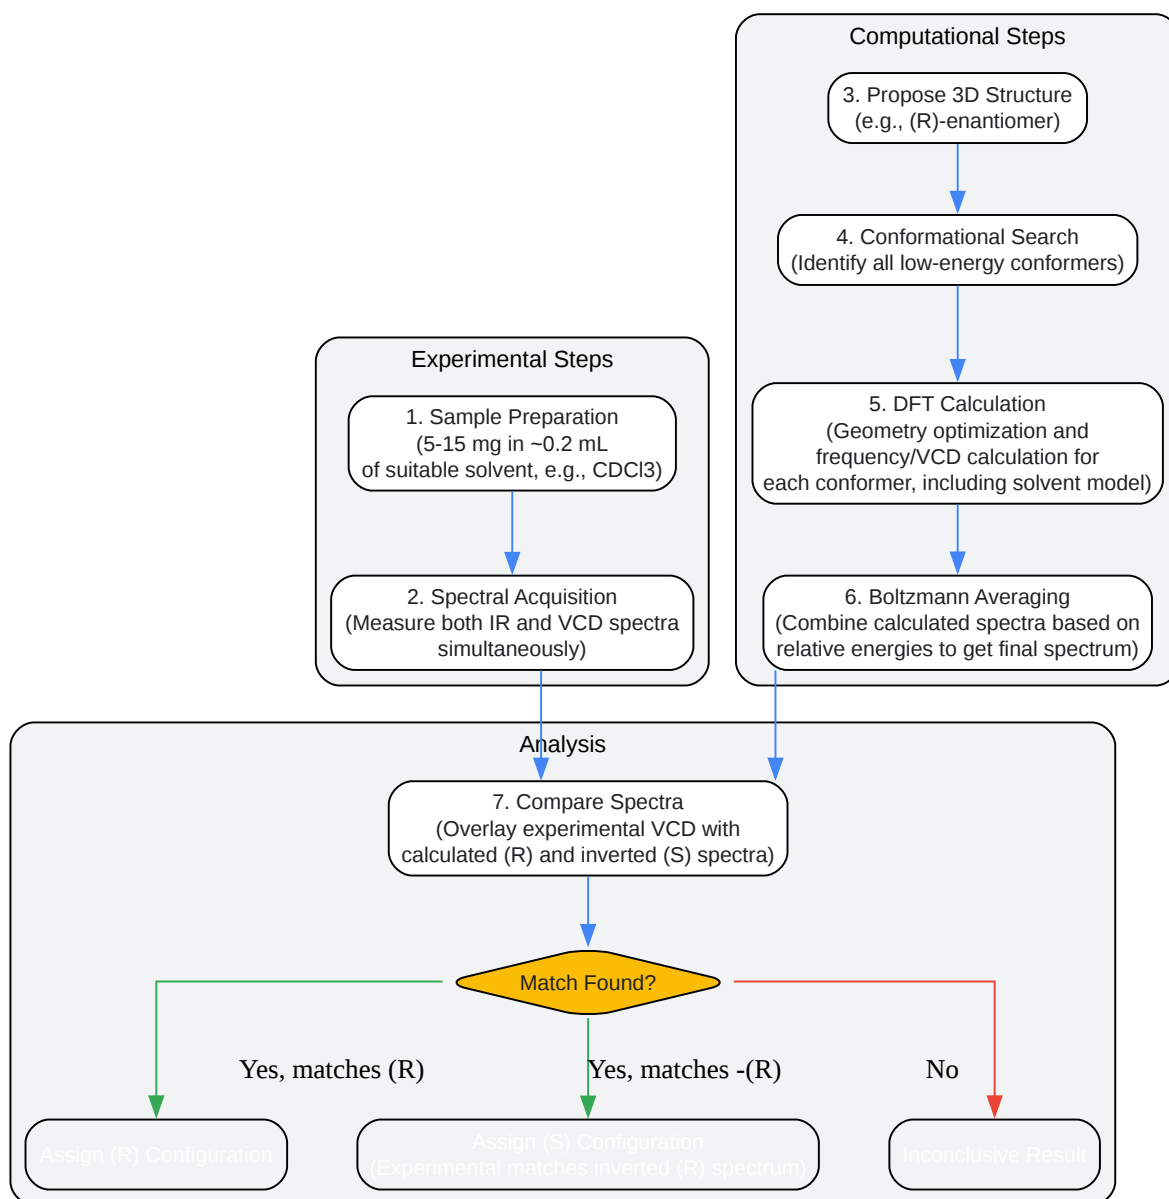 Computational Steps
3. Propose 3D Structure
(e.g., (R)-enantiomer)
4. Conformational Search
(Identify all low-energy conformers)
Experimental Steps
1. Sample Preparation
(5-15 mg in ~0.2 mL
of suitable solvent, e.g., CDCl3)
5. DFT Calculation
(Geometry optimization and
frequency/VCD calculation for
each conformer, including solvent model)
2. Spectral Acquisition
(Measure both IR and VCD spectra
simultaneously)
6. Boltzmann Averaging
(Combine calculated spectra based on
relative energies to get final spectrum)
Analysis
7. Compare Spectra
(Overlay experimental VCD with
calculated (R) and inverted (S) spectra)
Match Found?
Yes, matches (R)
Yes, matches -(R)
No
Assign (R) Configuration
Assign (S) Configuration
(Experimental matches inverted (R) spectrum)
Inconclusive Result